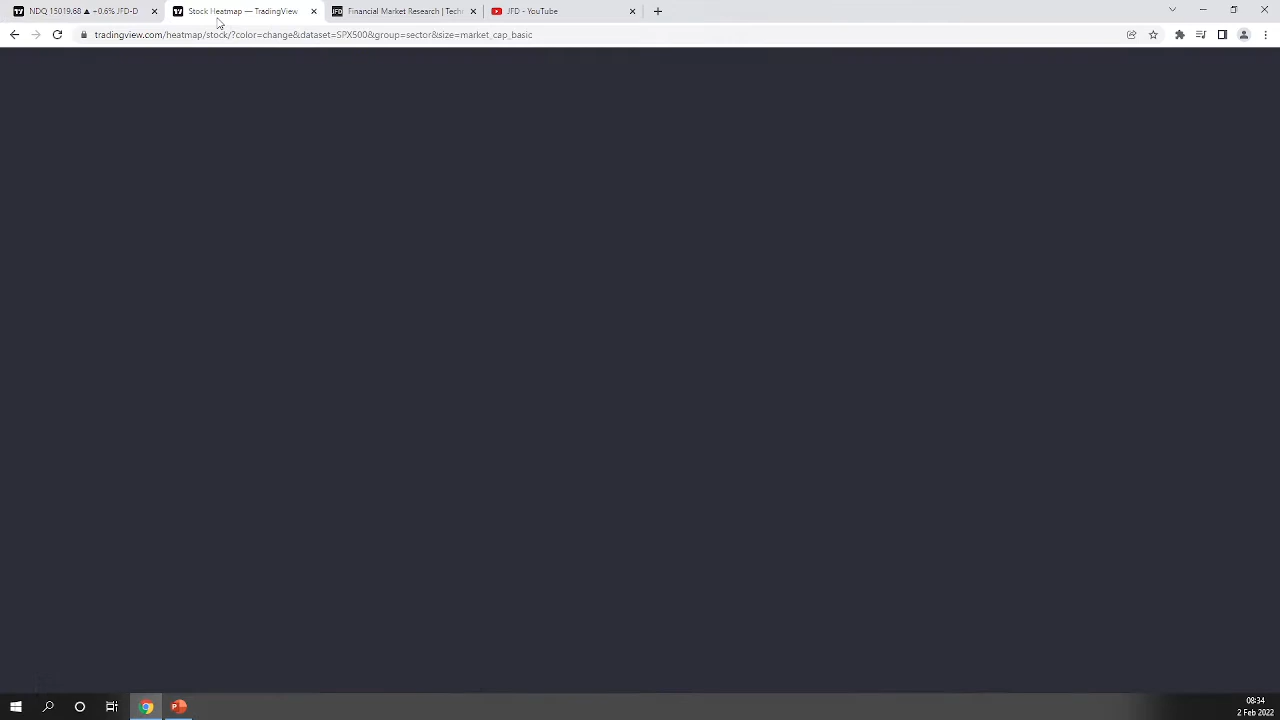 NDQ 15019.68 ▲ +0.6% JFD-D
Stock Heatmap — TradingView
JFD
Financial Market Research | Tech
JFD - YouTube
tradingview.com/heatmap/stock/?color=change&dataset=SPX500&group=sector&size=market_cap_basic
08:34
2 Feb 2022